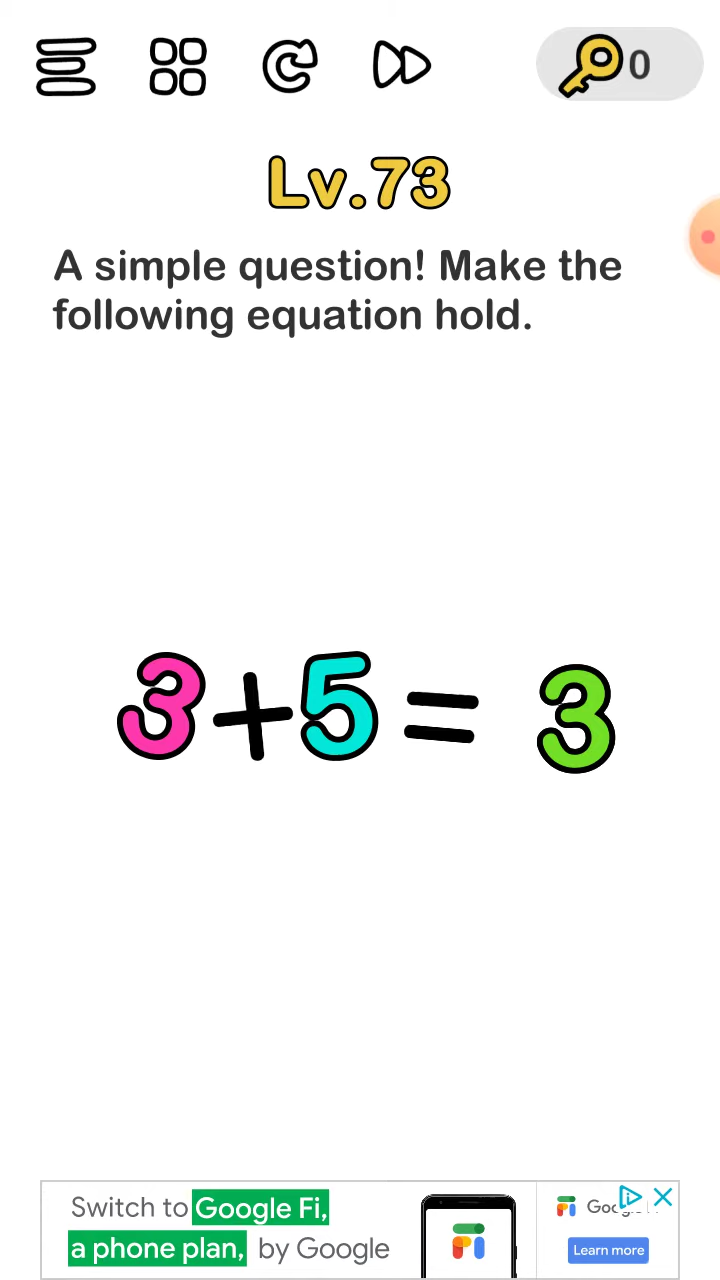 0
Lv.73
A simple question! Make the
following equation hold.
3+5= 3
Switch to Google Fi,
a phone plan, by Google
Learn more